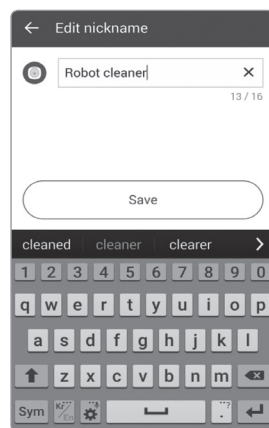 Edit nickname
Robot cleaner
13 / 16
Save
cleaned cleaner clearer
1 2 3 4 5 6 7 8 9 0
q w e r t y u i o p
a s d f g h j k l
z x c v b n m
Sym En . ?